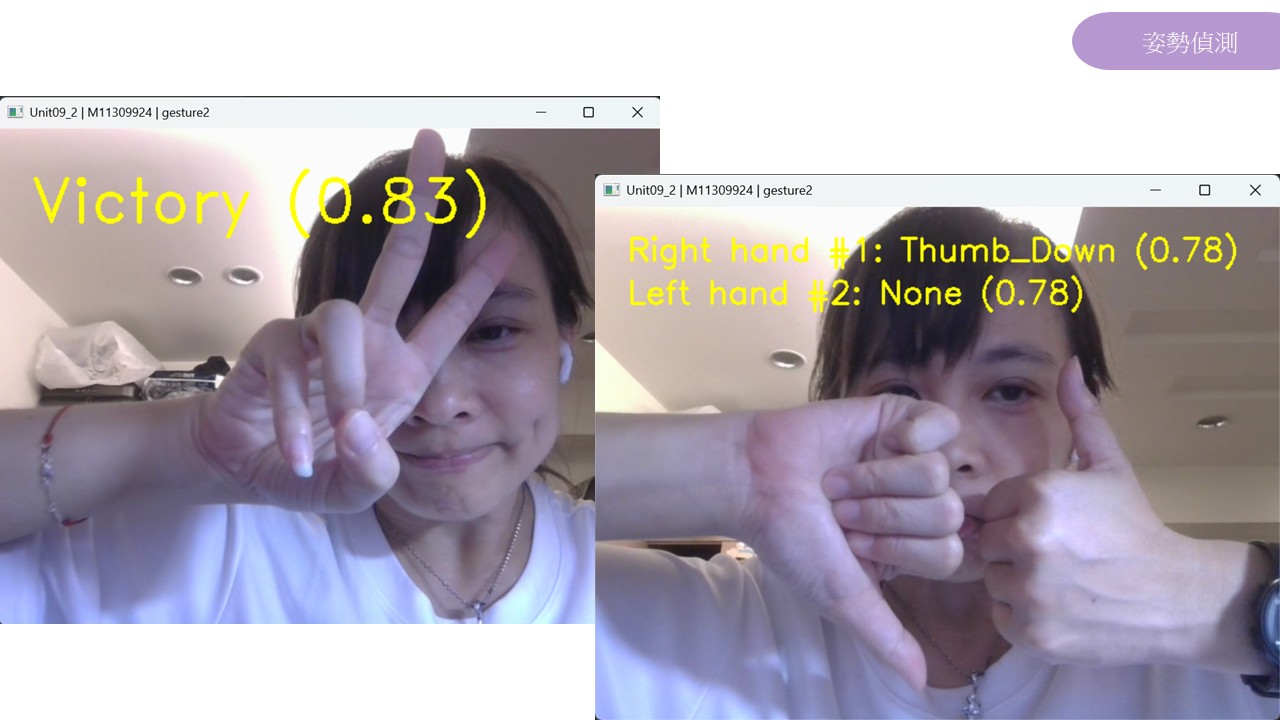 姿勢偵測
Unit09_2 | M11309924 | gesture2
Victory (0.83)
Unit09_2 | M11309924 | gesture2
Right hand #1: Thumb_Down (0.78)
Left hand #2: None (0.78)